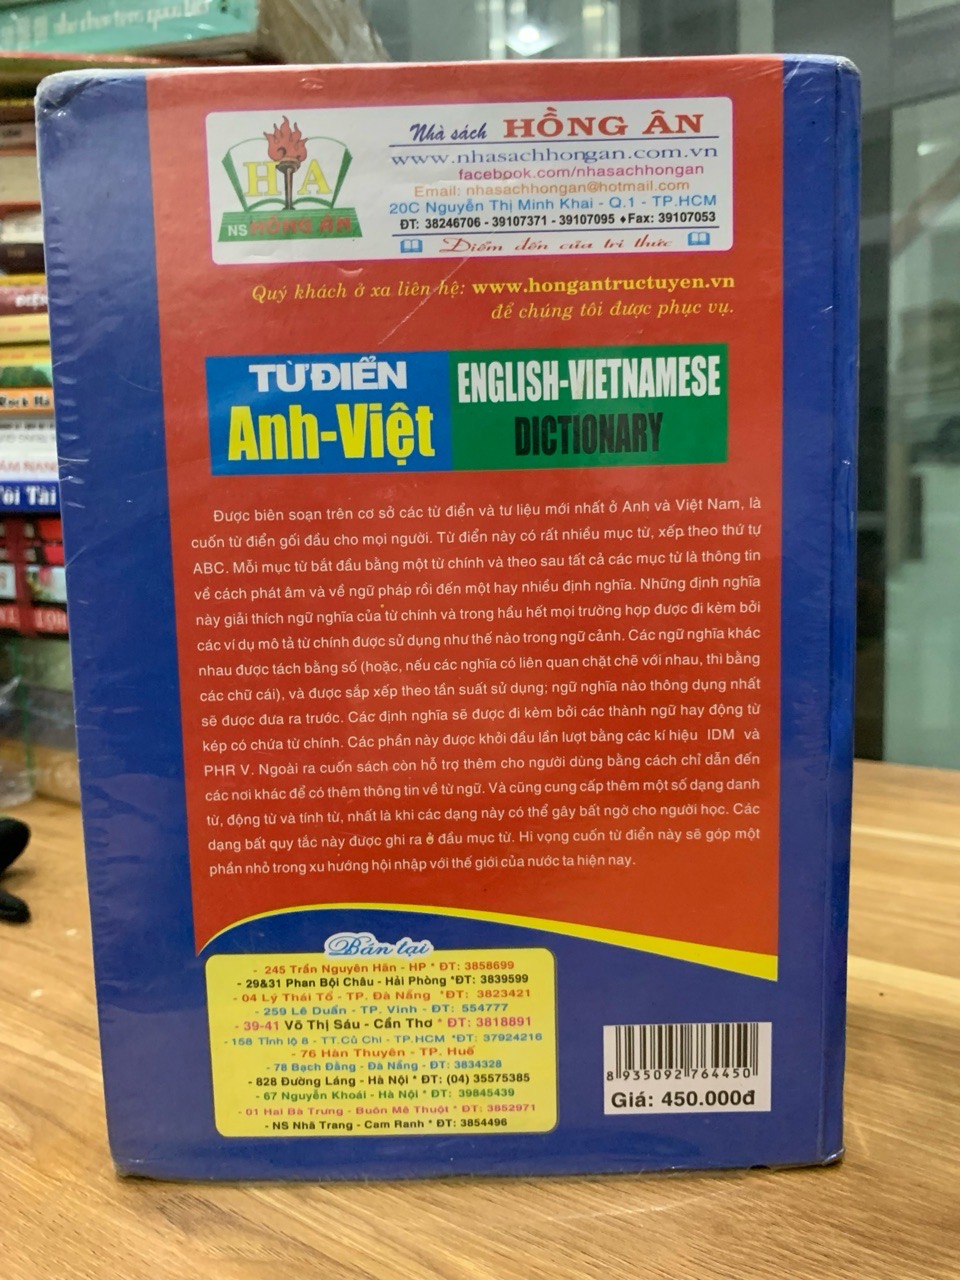 Nhà sách HỒNG ÂN
www.nhasachhongan.com.vn
facebook.com/nhasachhongan
Email: nhasachhongan@hotmail.com
20C Nguyễn Thị Minh Khai - Q.1 - TP.HCM
ĐT: 38246706 - 39107371 - 39107095 ♦Fax: 39107053
Điểm đến của tri thức
H A
NS HỒNG ÂN
Quý khách ở xa liên hệ: www.hongantructuyen.vn
để chúng tôi được phục vụ.
TỪ ĐIỂN
Anh-Việt
ENGLISH-VIETNAMESE
DICTIONARY
Được biên soạn trên cơ sở các từ điển và tư liệu mới nhất ở Anh và Việt Nam, là
cuốn từ điển gối đầu cho mọi người. Từ điển này có rất nhiều mục từ, xếp theo thứ tự
ABC. Mỗi mục từ bắt đầu bằng một từ chính và theo sau tất cả các mục từ là thông tin
về cách phát âm và về ngữ pháp rồi đến một hay nhiều định nghĩa. Những định nghĩa
này giải thích ngữ nghĩa của từ chính và trong hầu hết mọi trường hợp được đi kèm bởi
các ví dụ mô tả từ chính được sử dụng như thế nào trong ngữ cảnh. Các ngữ nghĩa khác
nhau được tách bằng số (hoặc, nếu các nghĩa có liên quan chặt chẽ với nhau, thì bằng
các chữ cái), và được sắp xếp theo tần suất sử dụng; ngữ nghĩa nào thông dụng nhất
sẽ được đưa ra trước. Các định nghĩa sẽ được đi kèm bởi các thành ngữ hay động từ
kép có chứa từ chính. Các phần này được khởi đầu lần lượt bằng các kí hiệu IDM và
PHR V. Ngoài ra cuốn sách còn hỗ trợ thêm cho người dùng bằng cách chỉ dẫn đến
các nơi khác để có thêm thông tin về từ ngữ. Và cũng cung cấp thêm một số dạng danh
từ, động từ và tính từ, nhất là khi các dạng này có thể gây bất ngờ cho người học. Các
dạng bất quy tắc này được ghi ra ở đầu mục từ. Hi vọng cuốn từ điển này sẽ góp một
phần nhỏ trong xu hướng hội nhập với thế giới của nước ta hiện nay.
Bán tại
- 245 Trần Nguyên Hãn - HP * ĐT: 3858699
- 29&31 Phan Bội Châu - Hải Phòng *ĐT: 3839599
- 04 Lý Thái Tổ - TP. Đà Nẵng *ĐT: 3823421
- 259 Lê Duẩn - TP. Vinh - ĐT: 554777
- 39-41 Võ Thị Sáu - Cần Thơ * ĐT: 3818891
- 158 Tỉnh lộ 8 - TT.Củ Chi - TP.HCM *ĐT: 37924216
- 76 Hàn Thuyên - TP. Huế
- 78 Bạch Đằng - Đà Nẵng - ĐT: 3834328
- 828 Đường Láng - Hà Nội * ĐT: (04) 35575385
- 67 Nguyễn Khoái - Hà Nội * ĐT: 39845439
- 01 Hai Bà Trưng - Buôn Mê Thuột * ĐT: 3852971
- NS Nhã Trang - Cam Ranh * ĐT: 3854496
8 935092 764450
Giá: 450.000đ
Tôi Tài